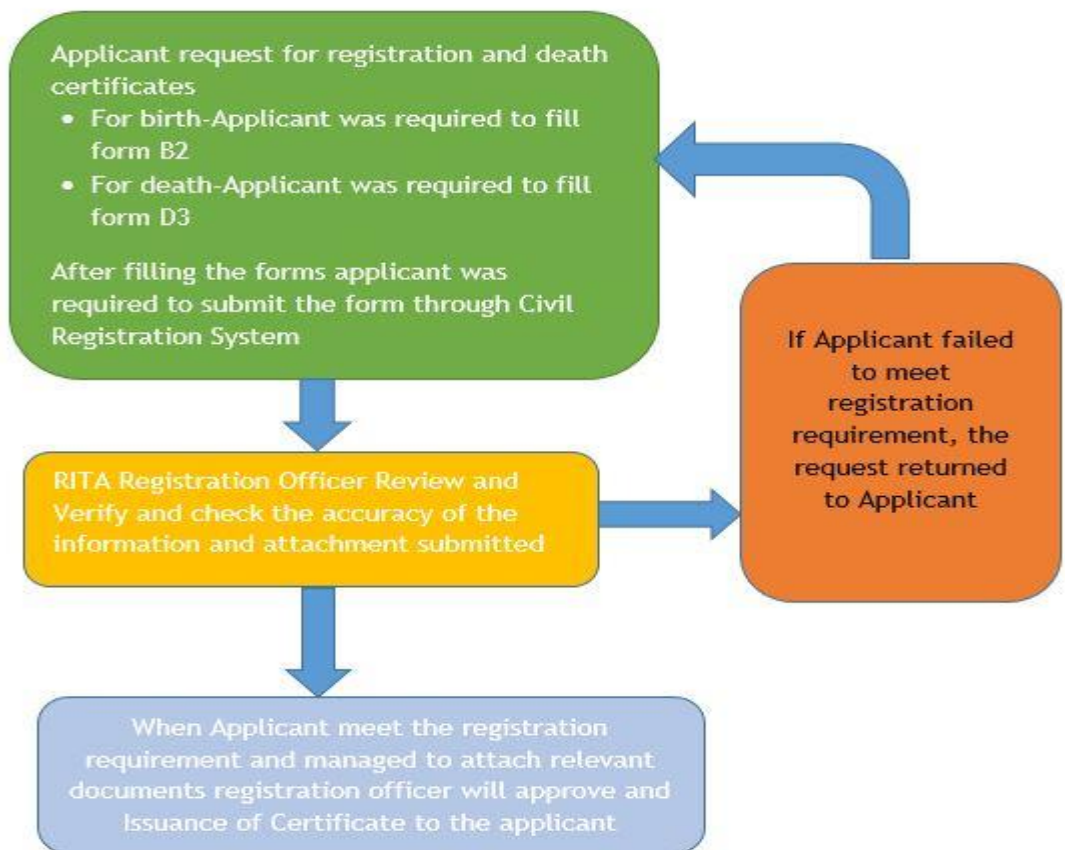 Applicant request for registration and death
certificates
• For birth-Applicant was required to fill
form B2
• For death-Applicant was required to fill
form D3
After filling the forms applicant was
required to submit the form through Civil
Registration System
If Applicant failed
to meet
registration
requirement, the
request returned
to Applicant
RITA Registration Officer Review and
Verify and check the accuracy of the
information and attachment submitted
When Applicant meet the registration
requirement and managed to attach relevant
documents registration officer will approve and
Issuance of Certificate to the applicant